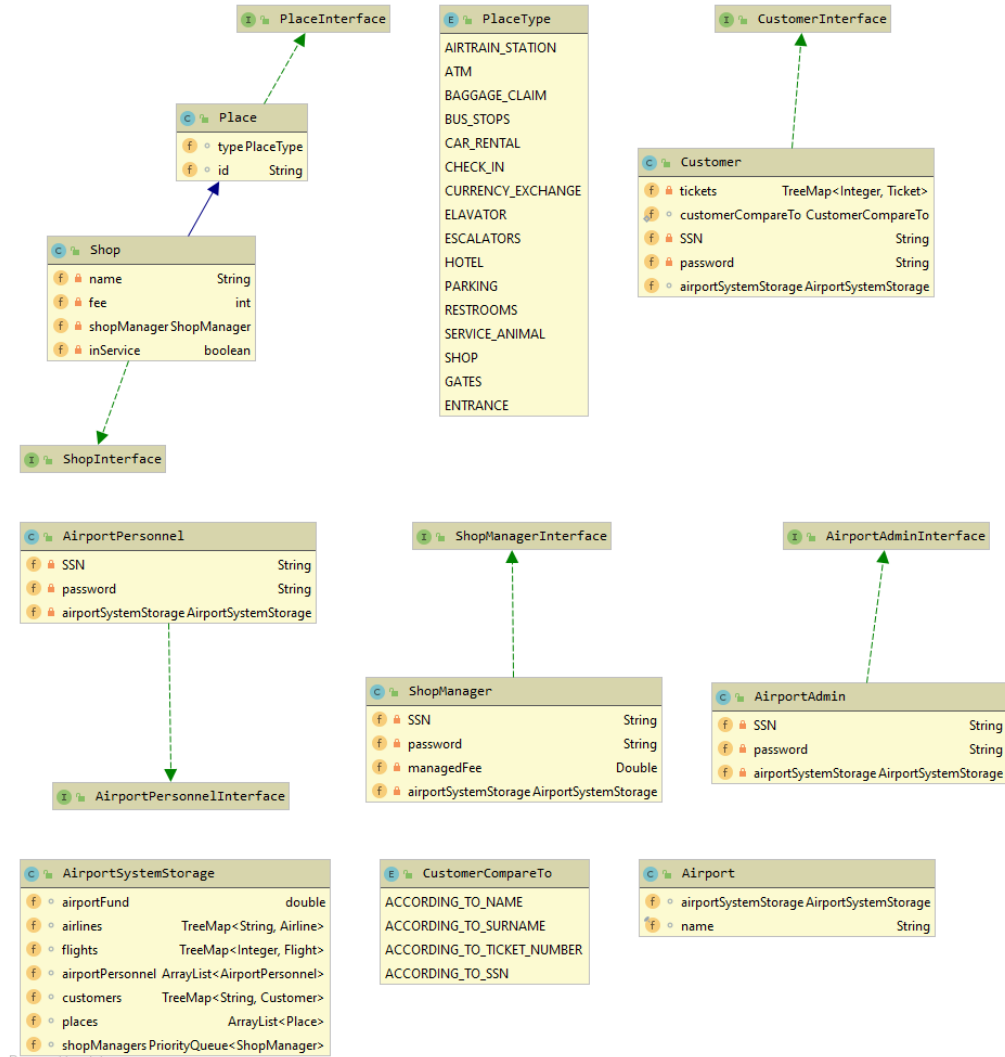 PlaceInterface
Place
type PlaceType
id String
Shop
name String
fee int
shopManager ShopManager
inService boolean
ShopInterface
PlaceType
AIRTRAIN_STATION
ATM
BAGGAGE_CLAIM
BUS_STOPS
CAR_RENTAL
CHECK_IN
CURRENCY_EXCHANGE
ELAVATOR
ESCALATORS
HOTEL
PARKING
RESTROOMS
SERVICE_ANIMAL
SHOP
GATES
ENTRANCE
CustomerInterface
Customer
tickets TreeMap<Integer, Ticket>
customerCompareTo CustomerCompareTo
SSN String
password String
airportSystemStorage AirportSystemStorage
AirportPersonnel
SSN String
password String
airportSystemStorage AirportSystemStorage
AirportPersonnelInterface
ShopManagerInterface
ShopManager
SSN String
password String
managedFee Double
airportSystemStorage AirportSystemStorage
AirportAdminInterface
AirportAdmin
SSN String
password String
airportSystemStorage AirportSystemStorage
AirportSystemStorage
airportFund double
airlines TreeMap<String, Airline>
flights TreeMap<Integer, Flight>
airportPersonnel ArrayList<AirportPersonnel>
customers TreeMap<String, Customer>
places ArrayList<Place>
shopManagers PriorityQueue<ShopManager>
CustomerCompareTo
ACCORDING_TO_NAME
ACCORDING_TO_SURNAME
ACCORDING_TO_TICKET_NUMBER
ACCORDING_TO_SSN
Airport
airportSystemStorage AirportSystemStorage
name String